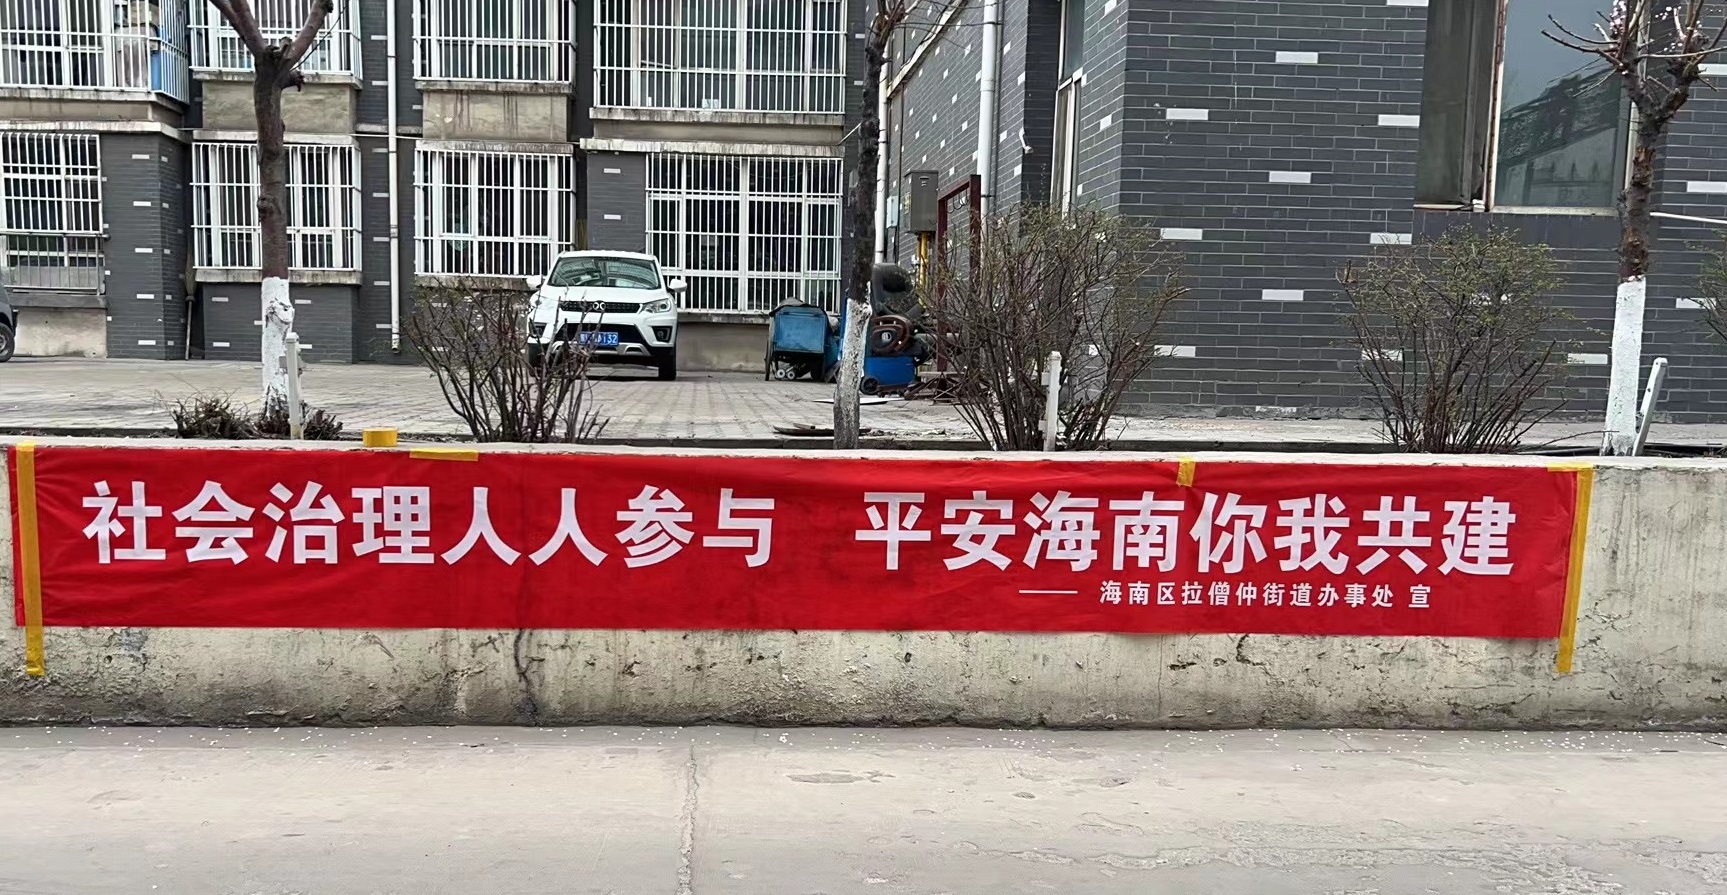 社会治理人人参与 平安海南你我共建
—— 海南区拉僧仲街道办事处 宣